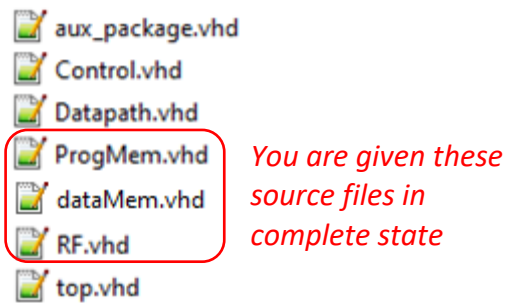 aux_package.vhd
Control.vhd
Datapath.vhd
ProgMem.vhd
dataMem.vhd
RF.vhd
top.vhd
You are given these
source files in
complete state